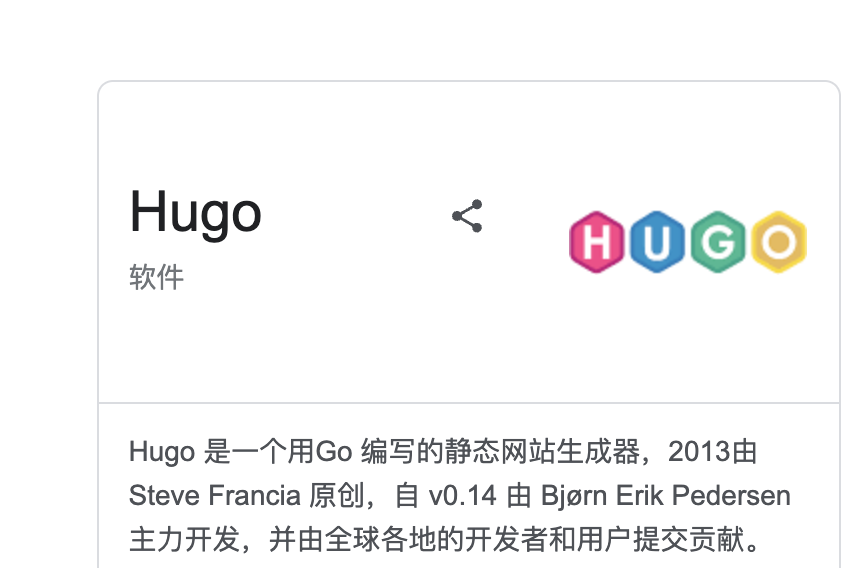 Hugo
HUGO
软件
Hugo 是一个用Go 编写的静态网站生成器，2013由
Steve Francia 原创，自 v0.14 由 Bjørn Erik Pedersen
主力开发，并由全球各地的开发者和用户提交贡献。